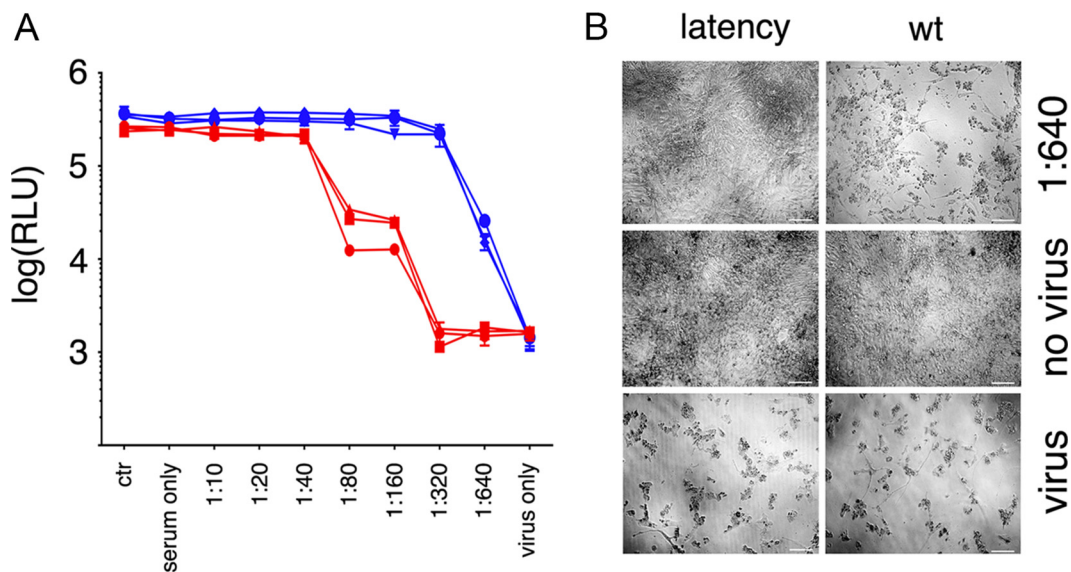 A
B
latency
wt
6
5
4
3
log(RLU)
ctr
serum only
1:10
1:20
1:40
1:80
1:160
1:320
1:640
virus only
1:640
no virus
virus